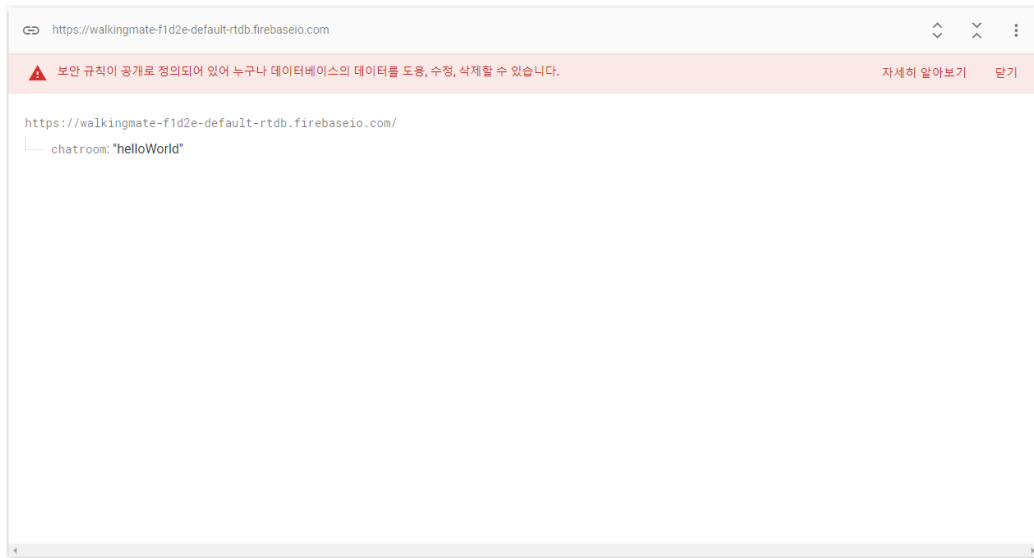 https://walkingmate-f1d2e-default-rtdb.firebaseio.com
보안 규칙이 공개로 정의되어 있어 누구나 데이터베이스의 데이터를 도용, 수정, 삭제할 수 있습니다. 자세히 알아보기 닫기
https://walkingmate-f1d2e-default-rtdb.firebaseio.com/
chatroom: "helloWorld"